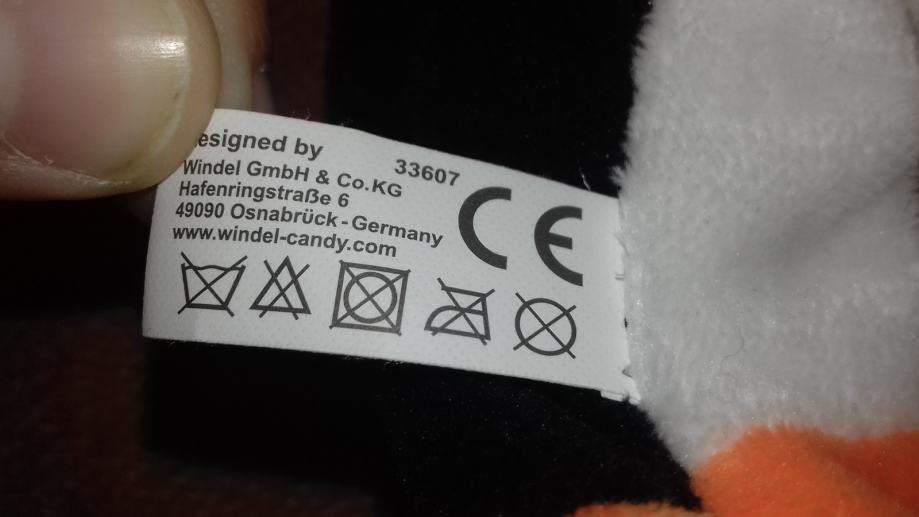 esigned by
33607
Windel GmbH & Co.KG
Hafenringstraße 6
49090 Osnabrück - Germany
www.windel-candy.com
CE